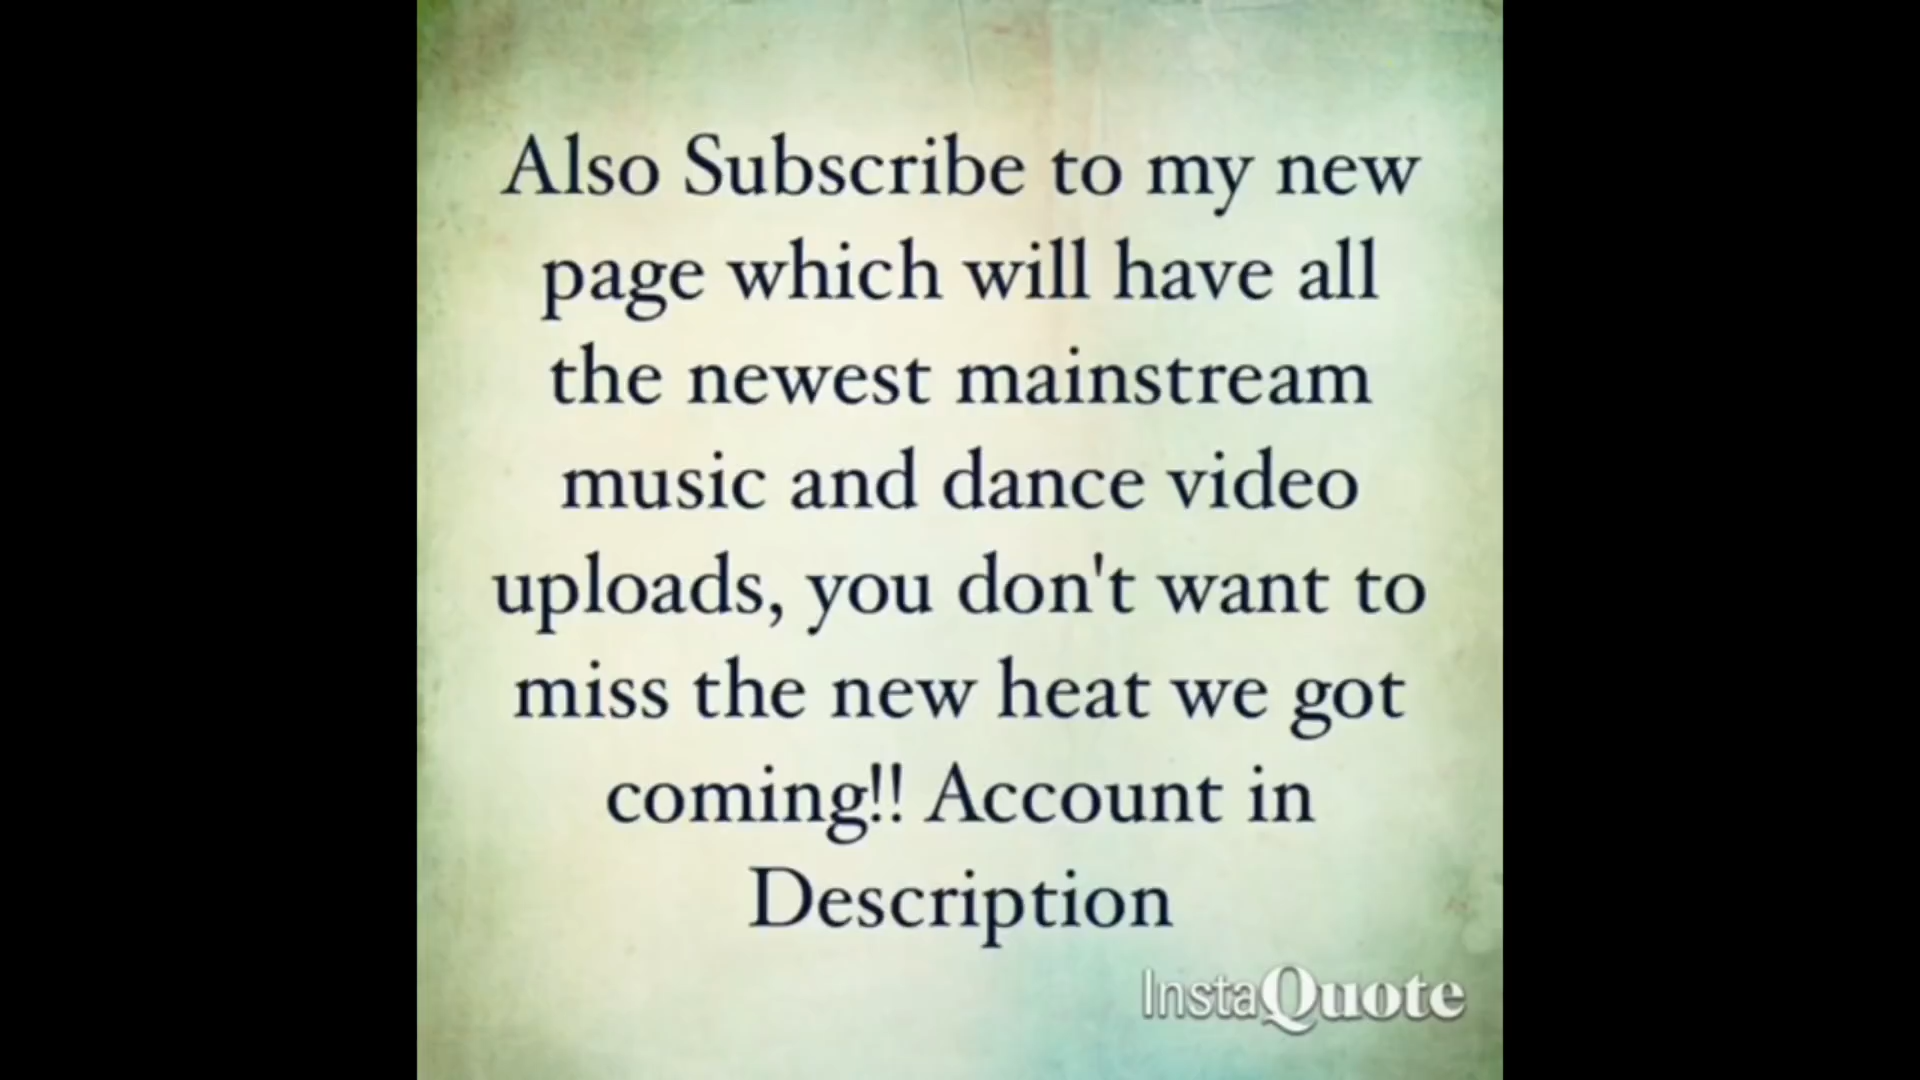 Also Subscribe to my new
page which will have all
the newest mainstream
music and dance video
uploads, you don't want to
miss the new heat we got
coming!! Account in
Description
InstaQuote